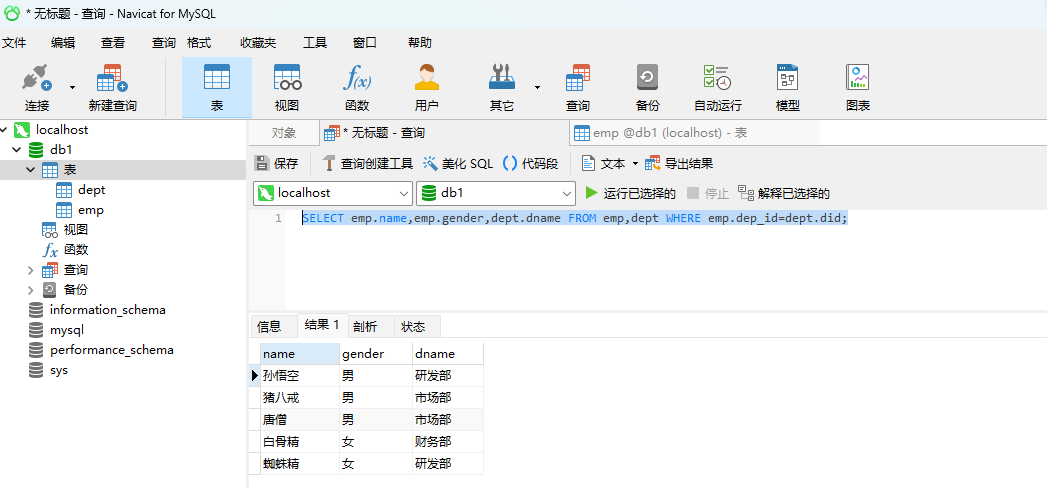 * 无标题 - 查询 - Navicat for MySQL
文件 编辑 查看 查询 格式 收藏夹 工具 窗口 帮助
连接 新建查询 表 视图 函数 用户 其它 查询 备份 自动运行 模型 图表
localhost
db1
表
dept
emp
视图
函数
查询
备份
information_schema
mysql
performance_schema
sys
对象 * 无标题 - 查询 emp @db1 (localhost) - 表
保存 查询创建工具 美化 SQL 代码段 文本 导出结果
localhost db1 运行已选择的 停止 解释已选择的
1 SELECT emp.name,emp.gender,dept.dname FROM emp,dept WHERE emp.dep_id=dept.did;
信息 结果 1 剖析 状态
name gender dname
孙悟空 男 研发部
猪八戒 男 市场部
唐僧 男 市场部
白骨精 女 财务部
蜘蛛精 女 研发部